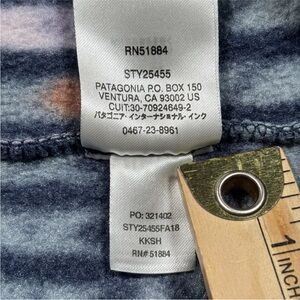 RN51884
STY25455
PATAGONIA P.O. BOX 150
VENTURA, CA 93002 US
CUIT:30-70924649-2
パタゴニア・インターナショナル・インク
0467-23-8961
PO: 321402
STY25455FA18
KKSH
RN# 51884
1 INCH